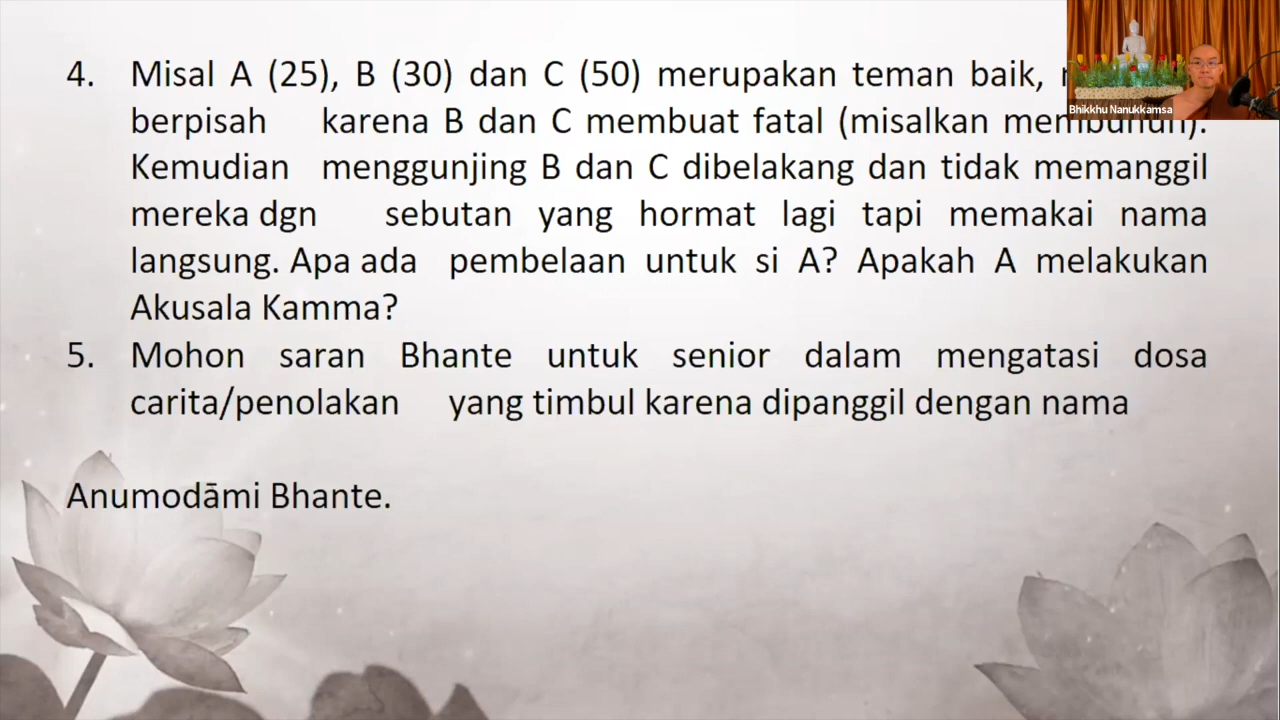 4. Misal A (25), B (30) dan C (50) merupakan teman baik,
berpisah karena B dan C membuat fatal (misalkan membunuh).
Kemudian menggunjing B dan C dibelakang dan tidak memanggil
mereka dgn sebutan yang hormat lagi tapi memakai nama
langsung. Apa ada pembelaan untuk si A? Apakah A melakukan
Akusala Kamma?
5. Mohon saran Bhante untuk senior dalam mengatasi dosa
carita/penolakan yang timbul karena dipanggil dengan nama
Anumodāmi Bhante.
Bhikkhu Nanukkamsa